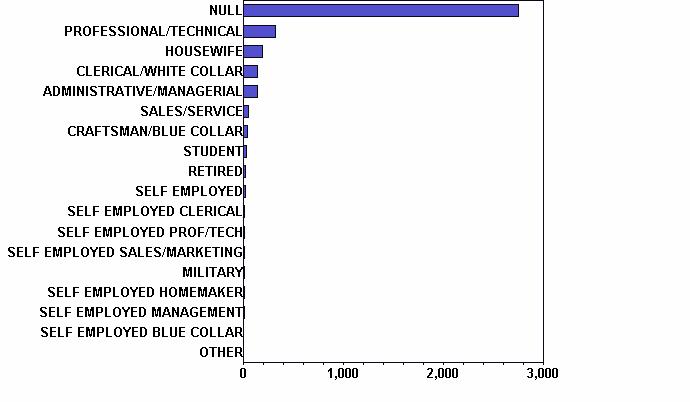 NULL
PROFESSIONAL/TECHNICAL
HOUSEWIFE
CLERICAL/WHITE COLLAR
ADMINISTRATIVE/MANAGERIAL
SALES/SERVICE
CRAFTSMAN/BLUE COLLAR
STUDENT
RETIRED
SELF EMPLOYED
SELF EMPLOYED CLERICAL
SELF EMPLOYED PROF/TECH
SELF EMPLOYED SALES/MARKETING
MILITARY
SELF EMPLOYED HOMEMAKER
SELF EMPLOYED MANAGEMENT
SELF EMPLOYED BLUE COLLAR
OTHER
0 1,000 2,000 3,000